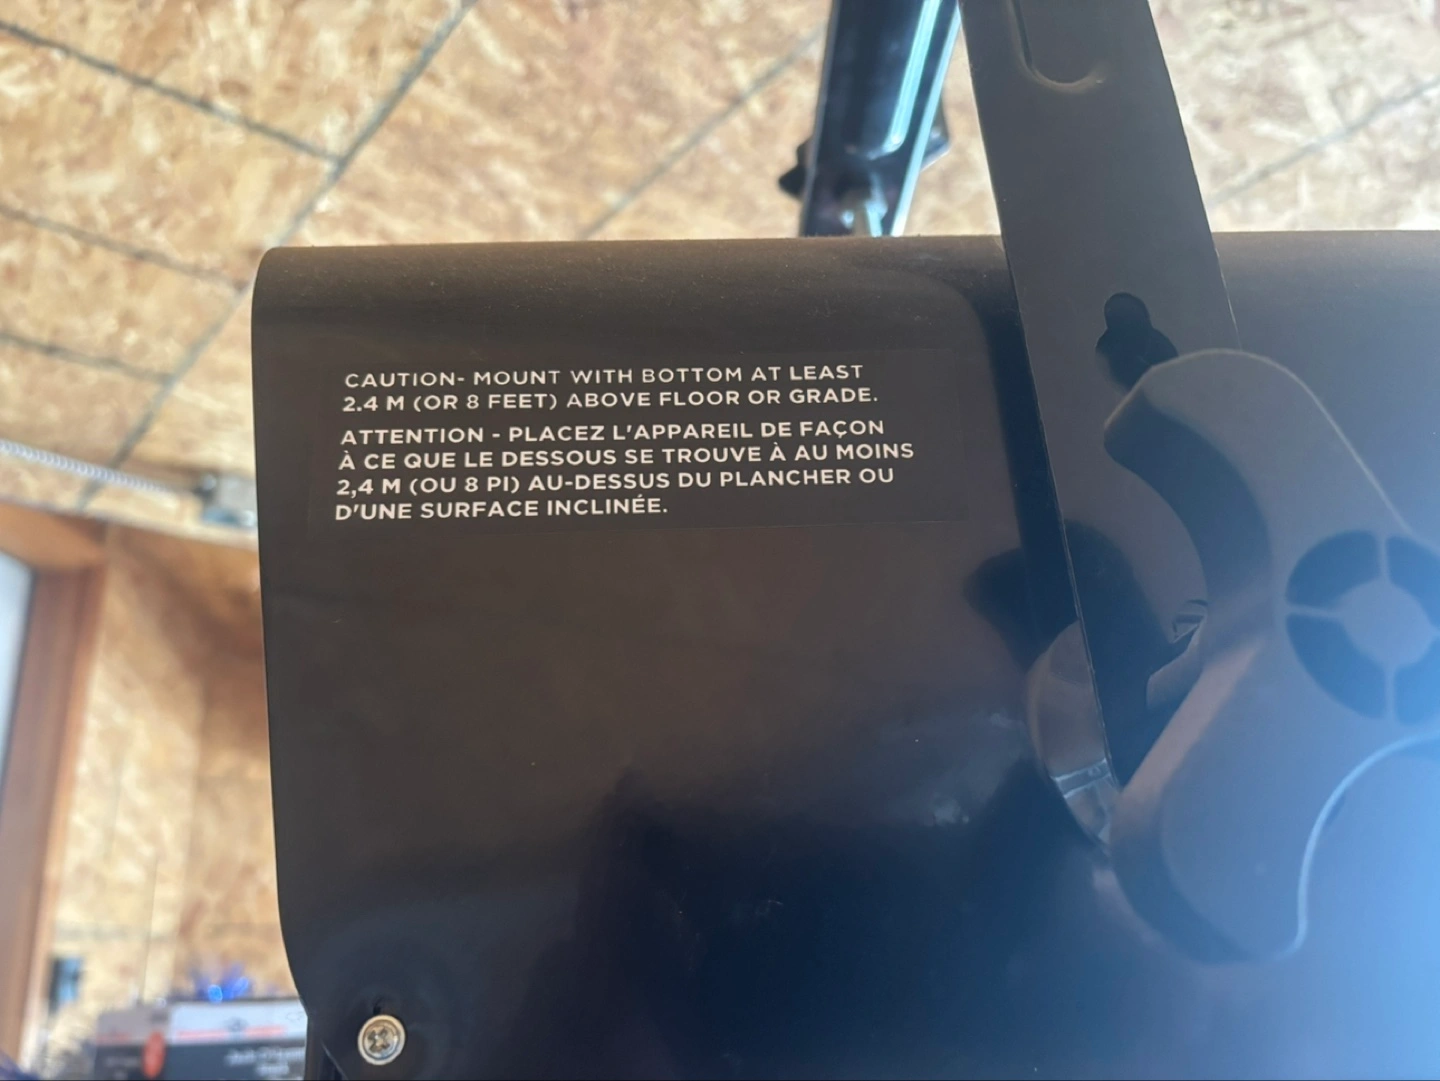 CAUTION- MOUNT WITH BOTTOM AT LEAST
2.4 M (OR 8 FEET) ABOVE FLOOR OR GRADE.
ATTENTION - PLACEZ L'APPAREIL DE FAÇON
À CE QUE LE DESSOUS SE TROUVE À AU MOINS
2,4 M (OU 8 PI) AU-DESSUS DU PLANCHER OU
D'UNE SURFACE INCLINÉE.